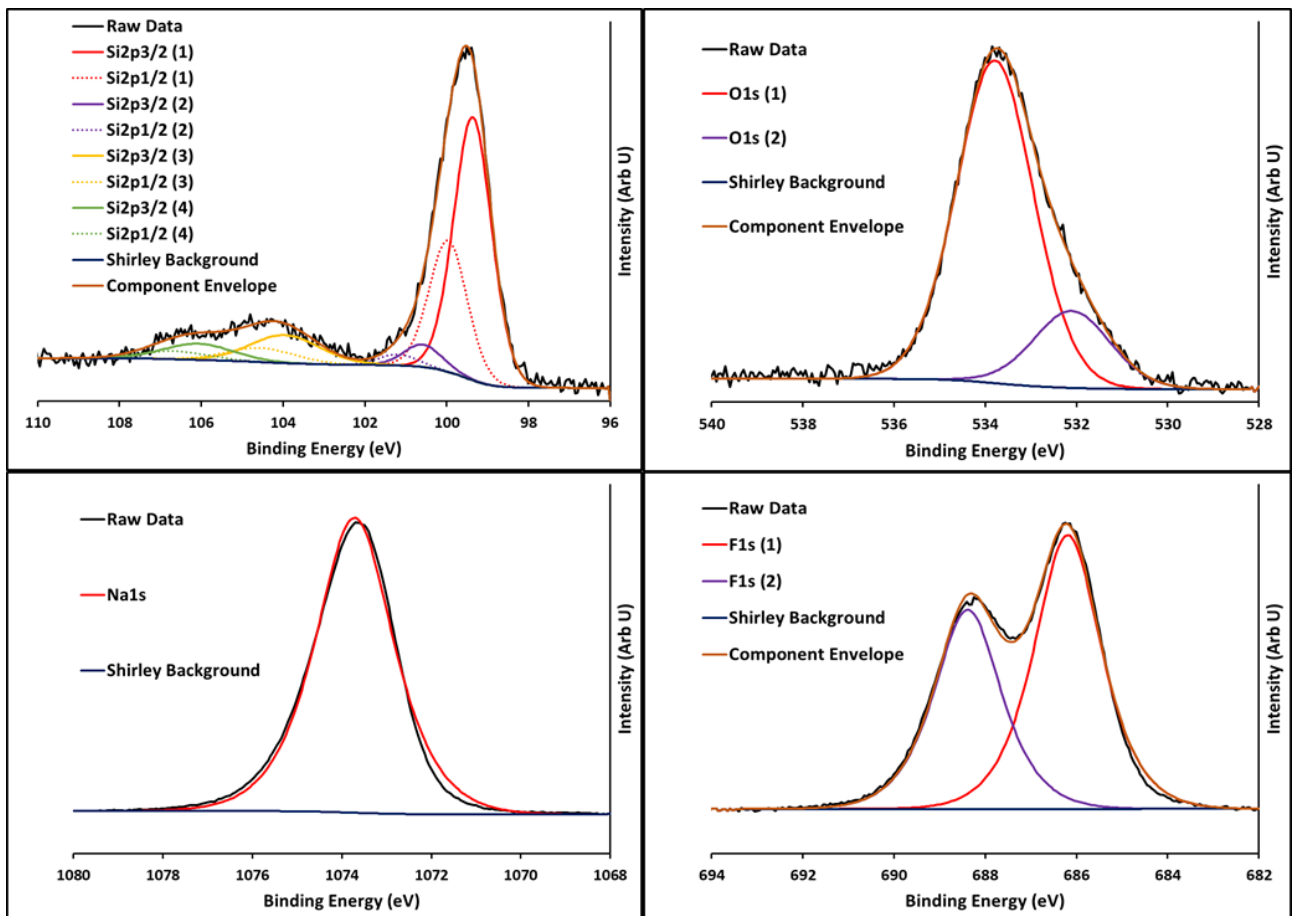 Raw Data
Si2p3/2 (1)
Si2p1/2 (1)
Si2p3/2 (2)
Si2p1/2 (2)
Si2p3/2 (3)
Si2p1/2 (3)
Si2p3/2 (4)
Si2p1/2 (4)
Shirley Background
Component Envelope
Intensity (Arb U)
110 108 106 104 102 100 98 96
Binding Energy (eV)
Raw Data
O1s (1)
O1s (2)
Shirley Background
Component Envelope
Intensity (Arb U)
540 538 536 534 532 530 528
Binding Energy (eV)
Raw Data
Na1s
Shirley Background
Intensity (Arb U)
1080 1078 1076 1074 1072 1070 1068
Binding Energy (eV)
Raw Data
F1s (1)
F1s (2)
Shirley Background
Component Envelope
Intensity (Arb U)
694 692 690 688 686 684 682
Binding Energy (eV)